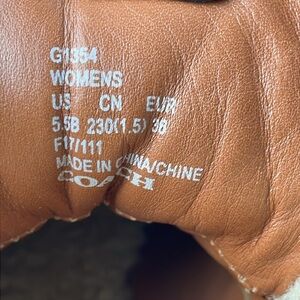 G1354
WOMENS
US CN EUR
5.5B 230(1.5) 36
F17/111
MADE IN CHINA/CHINE
COACH